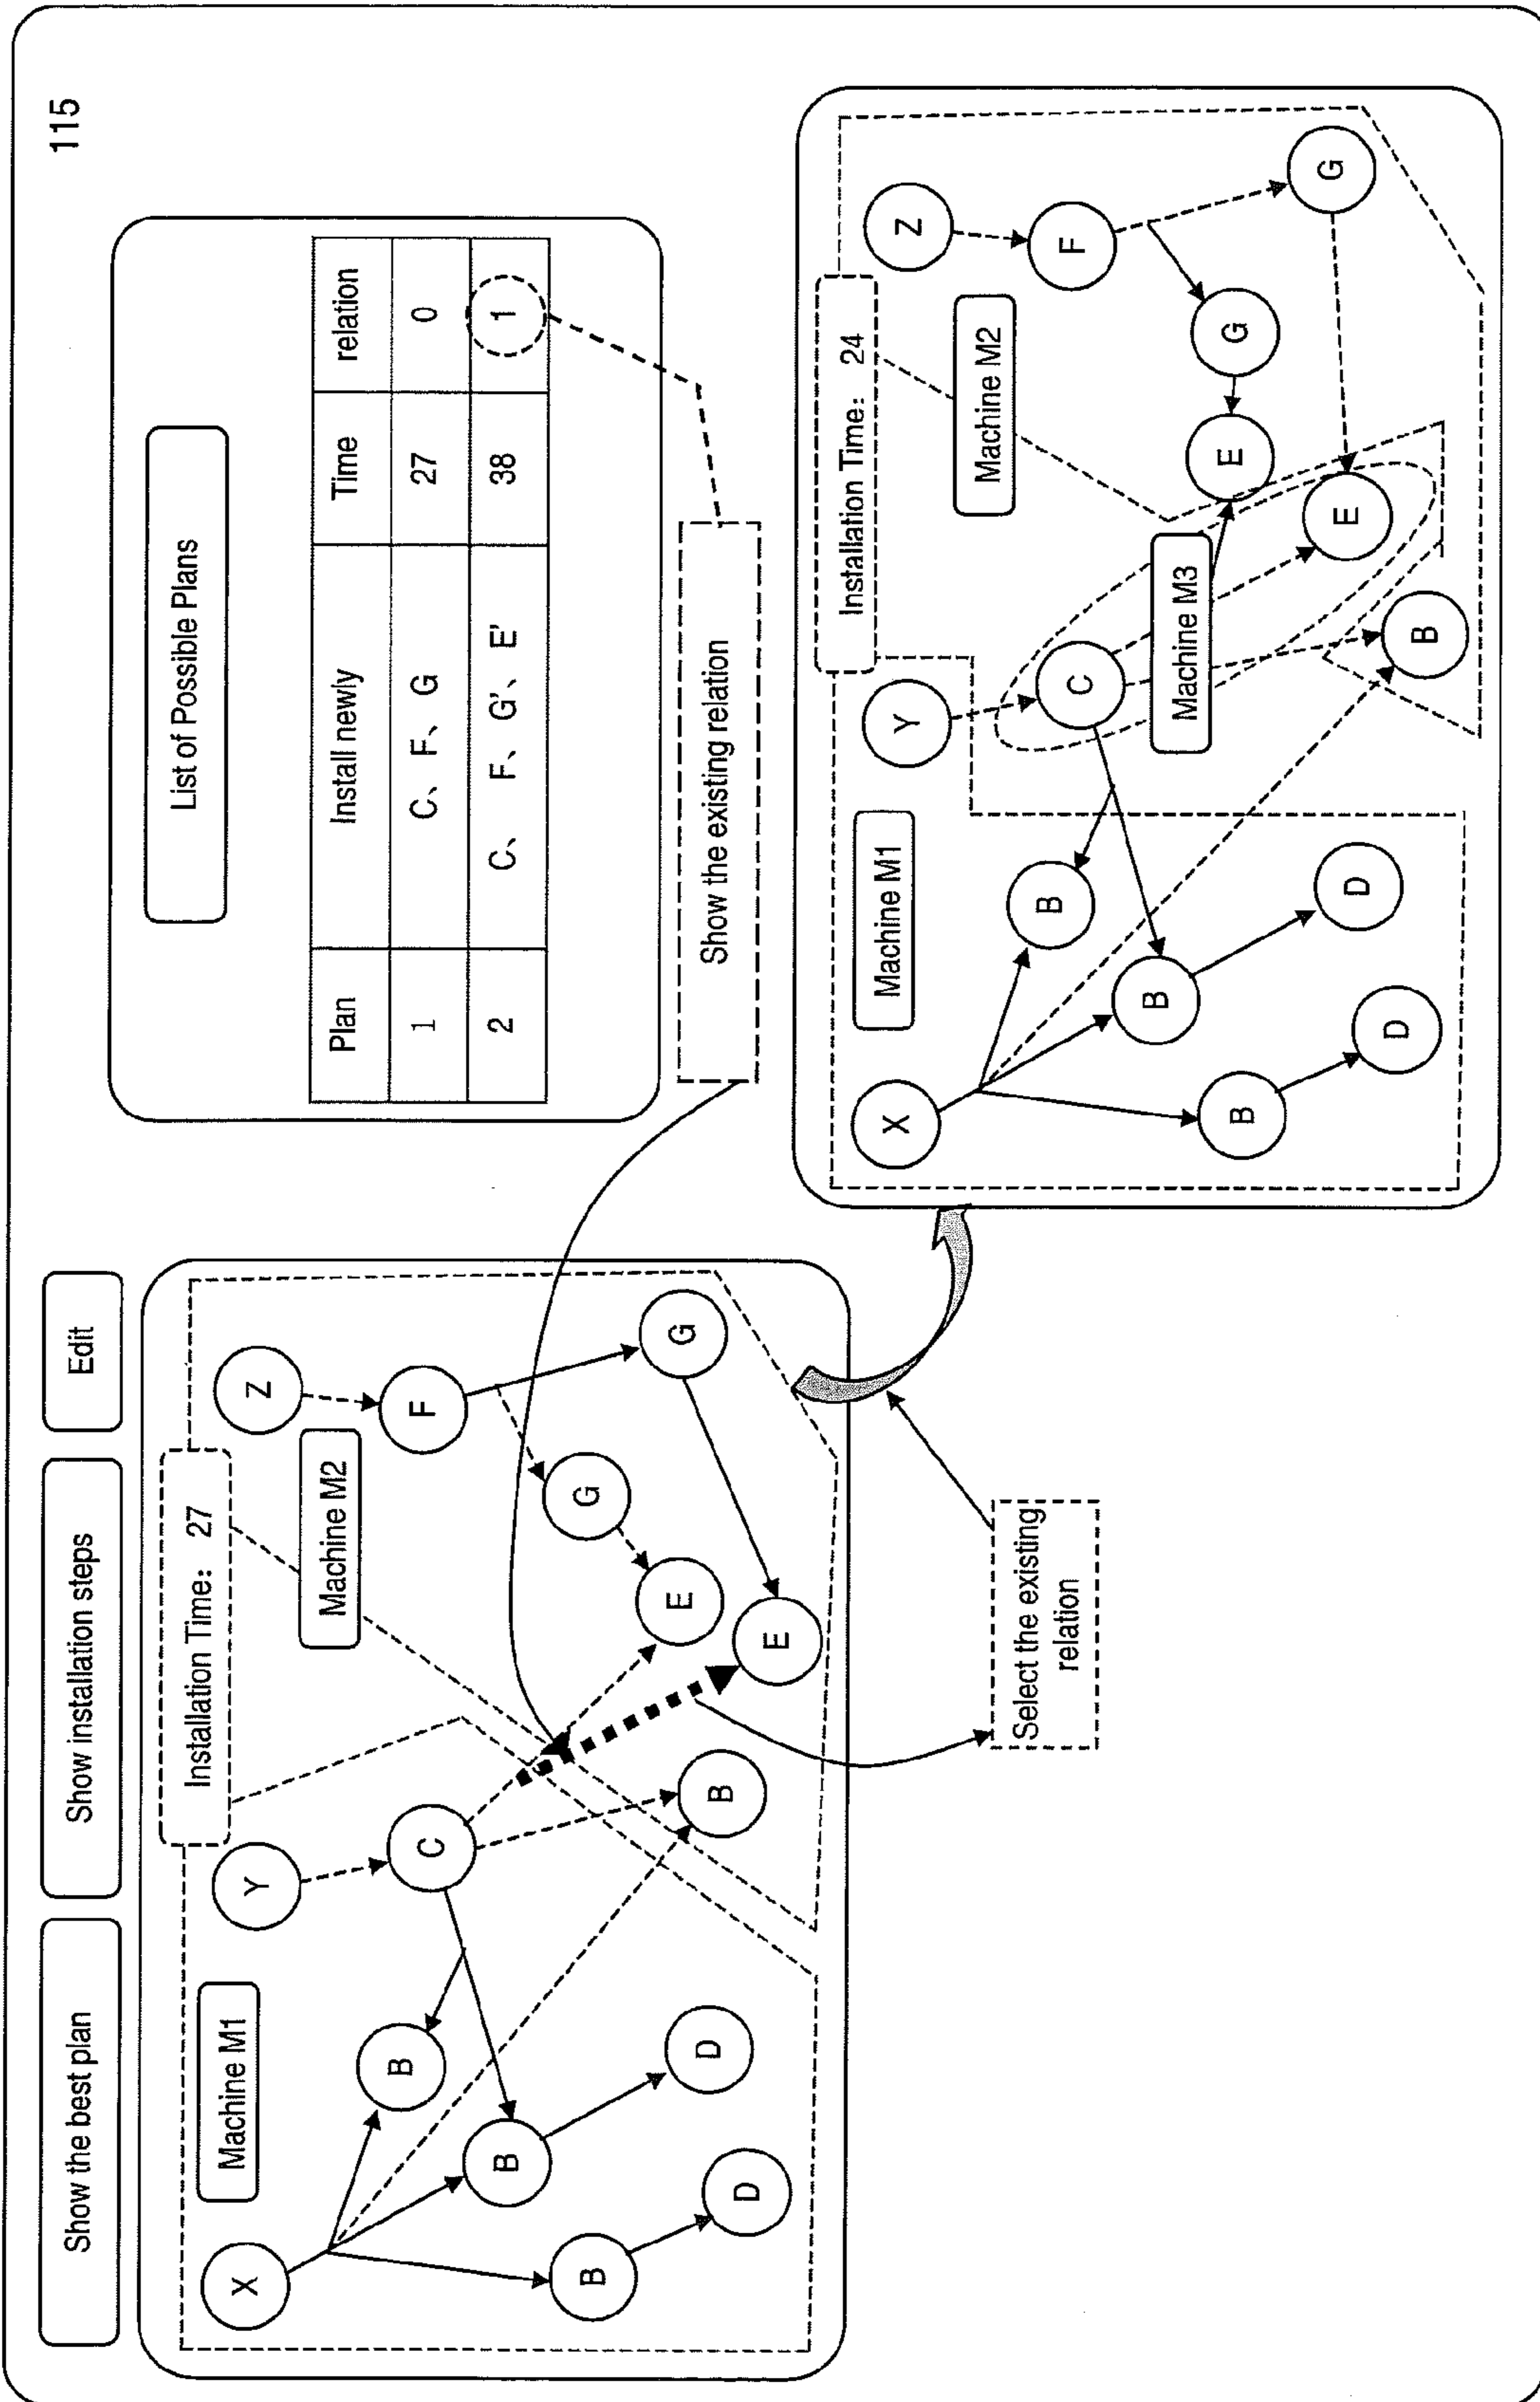 115
Show the best plan
Show installation steps
Edit
Installation Time: 27
Machine M1
Machine M2
X
Y
Z
B
C
F
B
G
B
E
G
D
D
B
E
List of Possible Plans
Plan Install newly Time relation
1 C、F、G 27 0
2 C、F、G'、E' 38 1
Show the existing relation
Select the existing
relation
Installation Time: 24
Machine M1
Machine M2
Machine M3
X
Y
Z
B
C
F
B
G
B
E
D
D
B
E
G